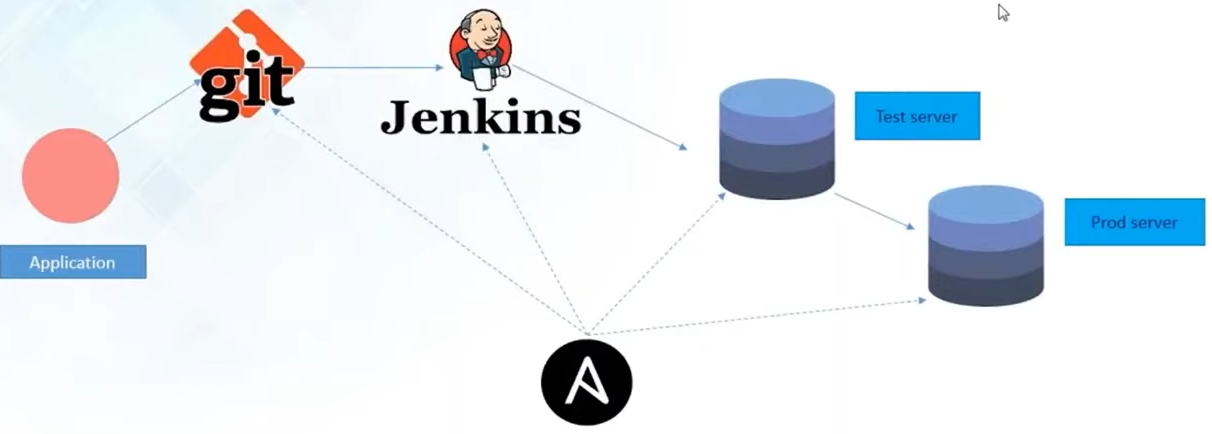 git
Jenkins
Test server
Prod server
Application